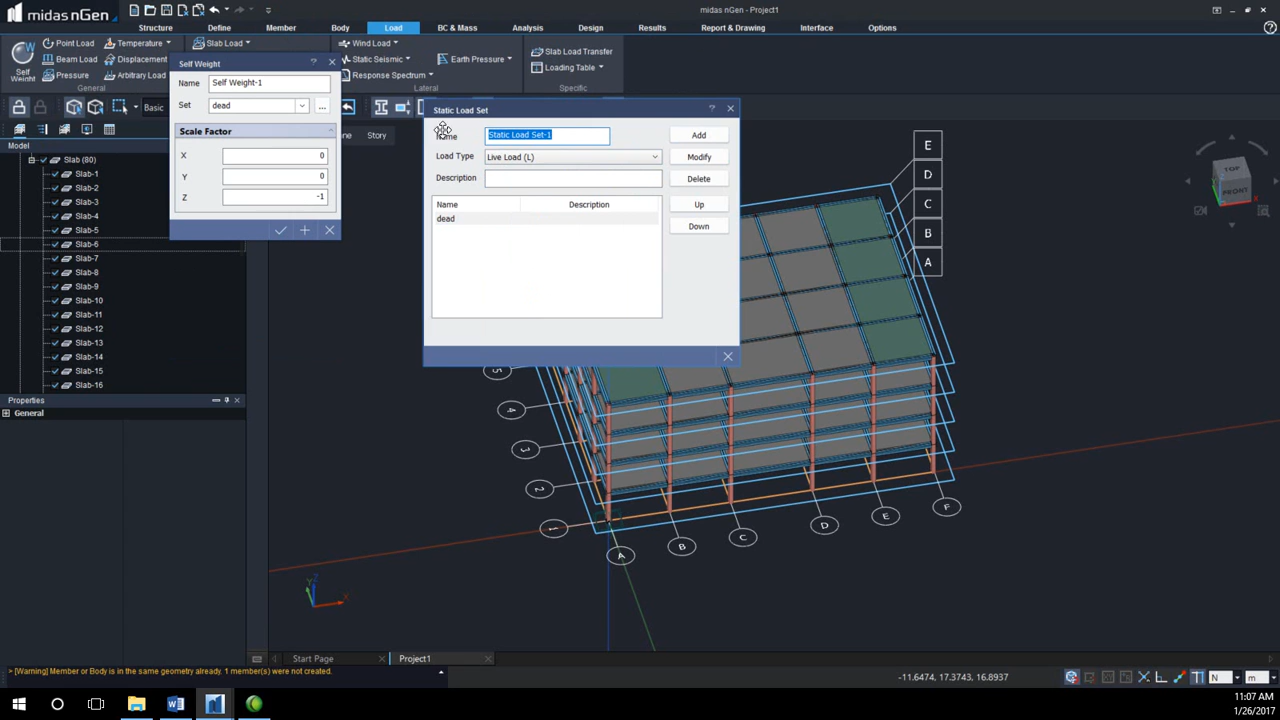 midas nGen
midas nGen - Project1
Structure Define Member Body Load BC & Mass Analysis Design Results Report & Drawing Interface Options
Point Load Temperature Slab Load Wind Load Slab Load Transfer
Beam Load Displacement Static Seismic Earth Pressure Loading Table
Pressure Arbitrary Load Response Spectrum
Self
Weight
General Lateral Specific
Self Weight
Name Self Weight-1
Set dead ...
Scale Factor
X 0
Y 0
Z -1
Basic
Story
Static Load Set
Name Static Load Set-1 Add
Load Type Live Load (L) Modify
Description Delete
Name Description Up
dead Down
Model
Slab (80)
Slab-1
Slab-2
Slab-3
Slab-4
Slab-5
Slab-6
Slab-7
Slab-8
Slab-9
Slab-10
Slab-11
Slab-12
Slab-13
Slab-14
Slab-15
Slab-16
Properties
General
TOP
FRONT
E
D
C
B
A
5
4
3
2
1
A
B
C
D
E
F
Z
Y
X
Start Page Project1
> [Warning] Member or Body is in the same geometry already. 1 member(s) were not created.
-11.6474, 17.3743, 16.8937
N m
11:07 AM
1/26/2017